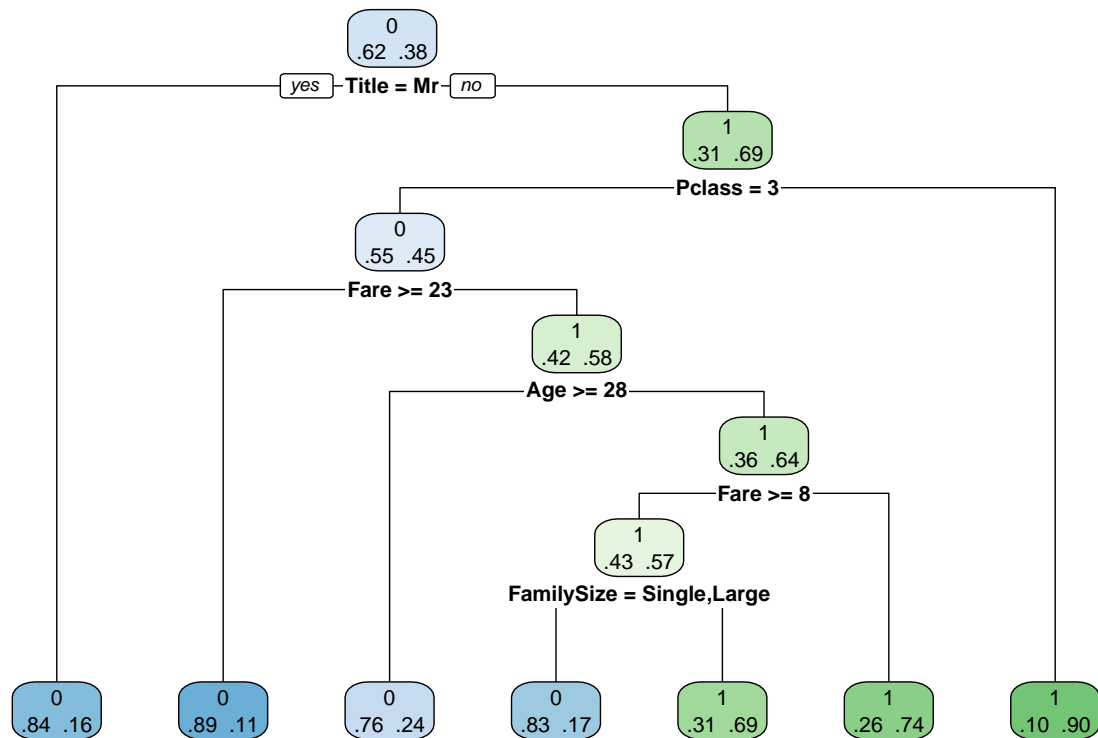 0
.62 .38
yes Title = Mr no
1
.31 .69
Pclass = 3
0
.55 .45
Fare >= 23
1
.42 .58
Age >= 28
1
.36 .64
Fare >= 8
1
.43 .57
FamilySize = Single,Large
0 0 0 0 1 1 1
.84 .16 .89 .11 .76 .24 .83 .17 .31 .69 .26 .74 .10 .90